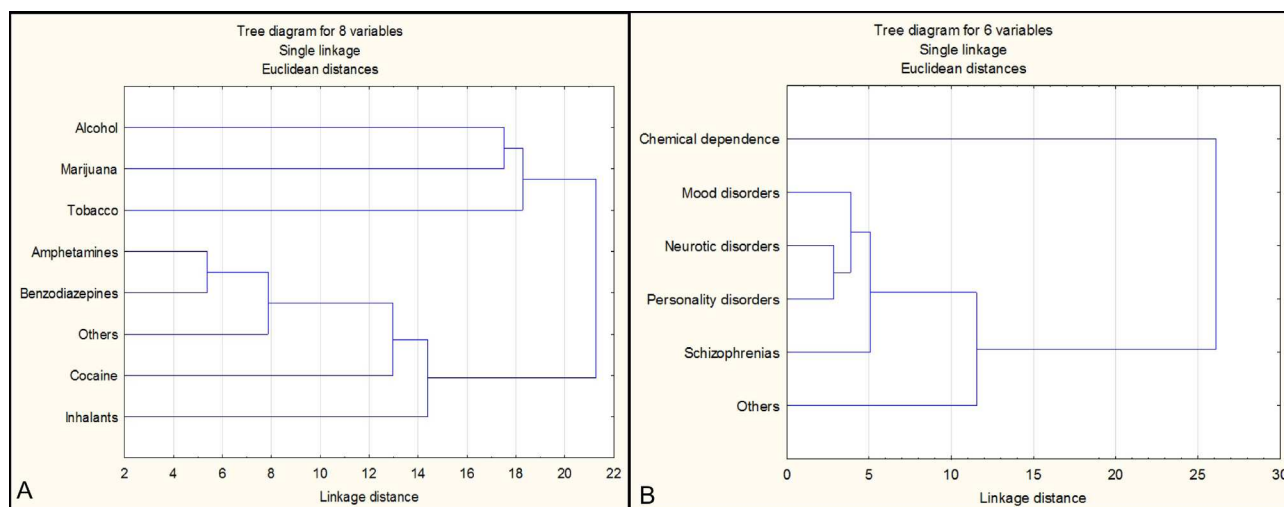 Tree diagram for 8 variables
Single linkage
Euclidean distances
Alcohol
Marijuana
Tobacco
Amphetamines
Benzodiazepines
Others
Cocaine
Inhalants
2 4 6 8 10 12 14 16 18 20 22
Linkage distance
A
Tree diagram for 6 variables
Single linkage
Euclidean distances
Chemical dependence
Mood disorders
Neurotic disorders
Personality disorders
Schizophrenias
Others
0 5 10 15 20 25 30
Linkage distance
B